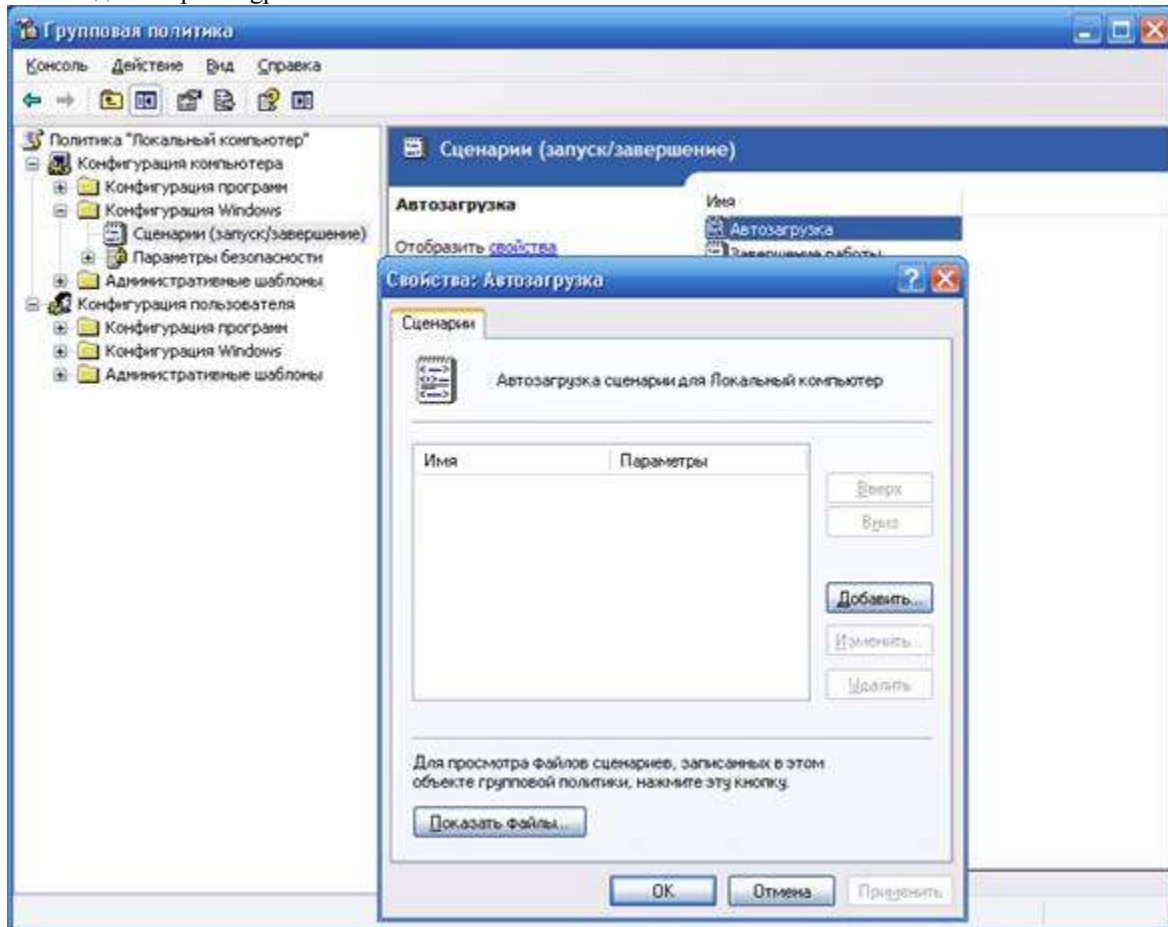 Групповая политика
Консоль Действие Вид Справка
Политика "Локальный компьютер"
Конфигурация компьютера
Конфигурация программ
Конфигурация Windows
Сценарии (запуск/завершение)
Параметры безопасности
Административные шаблоны
Конфигурация пользователя
Конфигурация программ
Конфигурация Windows
Административные шаблоны
Сценарии (запуск/завершение)
Автозагрузка
Отобразить свойства
Имя
Автозагрузка
Завершение работы
Свойства: Автозагрузка
Сценарии
Автозагрузка сценарии для Локальный компьютер
Имя Параметры
Вверх
Вниз
Добавить...
Изменить...
Удалить
Для просмотра файлов сценариев, записанных в этом
объекте групповой политики, нажмите эту кнопку.
Показать файлы...
ОК Отмена Применить